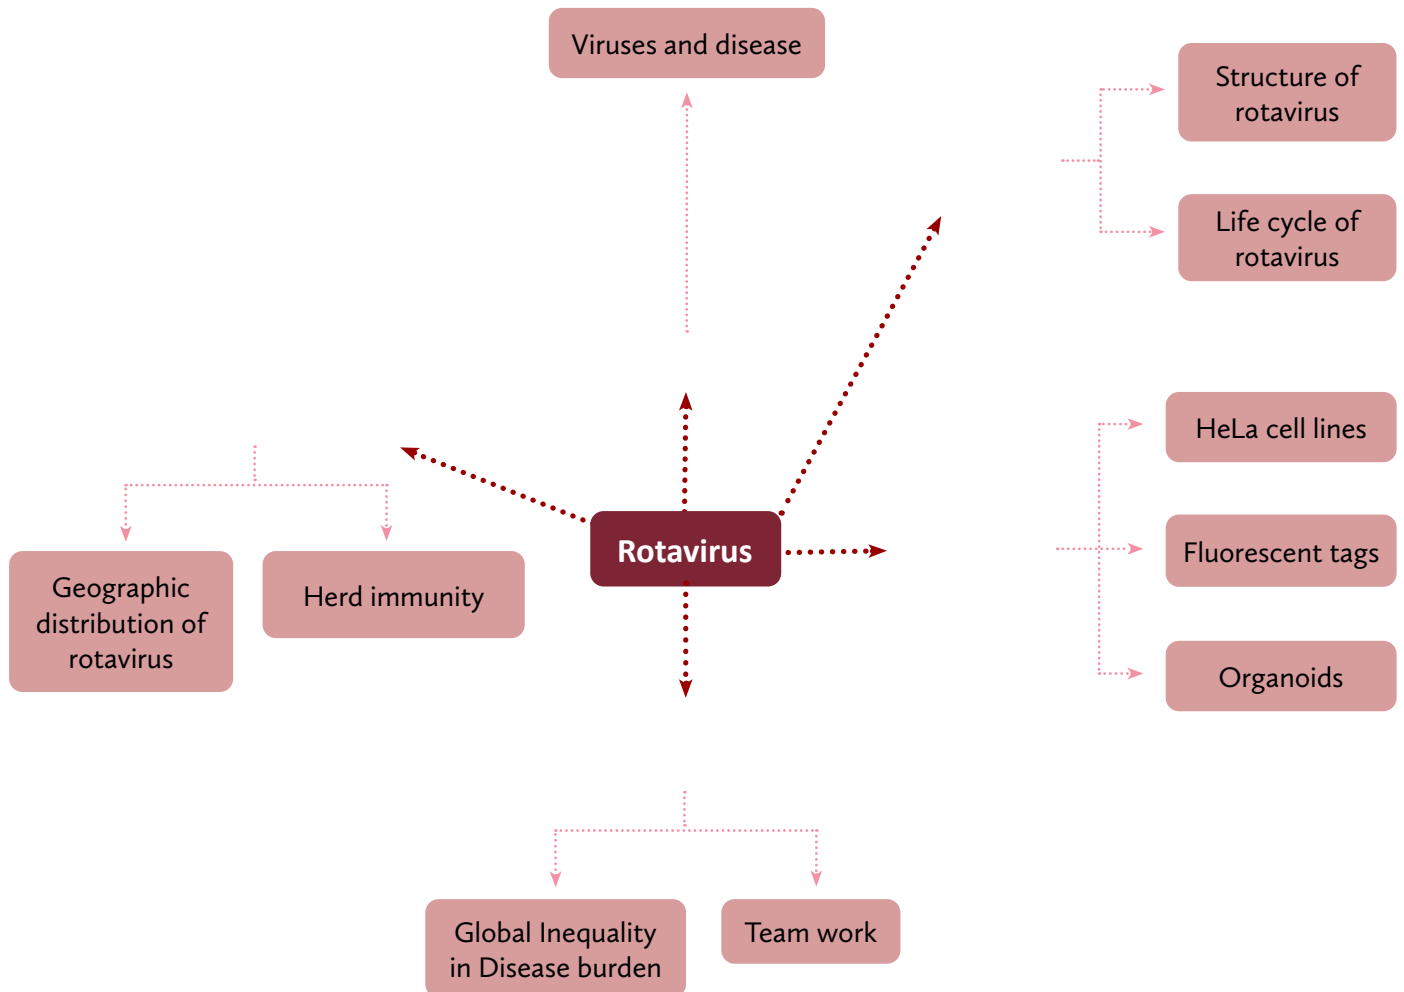 Viruses and disease
Structure of
rotavirus
Life cycle of
rotavirus
HeLa cell lines
Fluorescent tags
Organoids
Rotavirus
Geographic
distribution of
rotavirus
Herd immunity
Global Inequality
in Disease burden
Team work